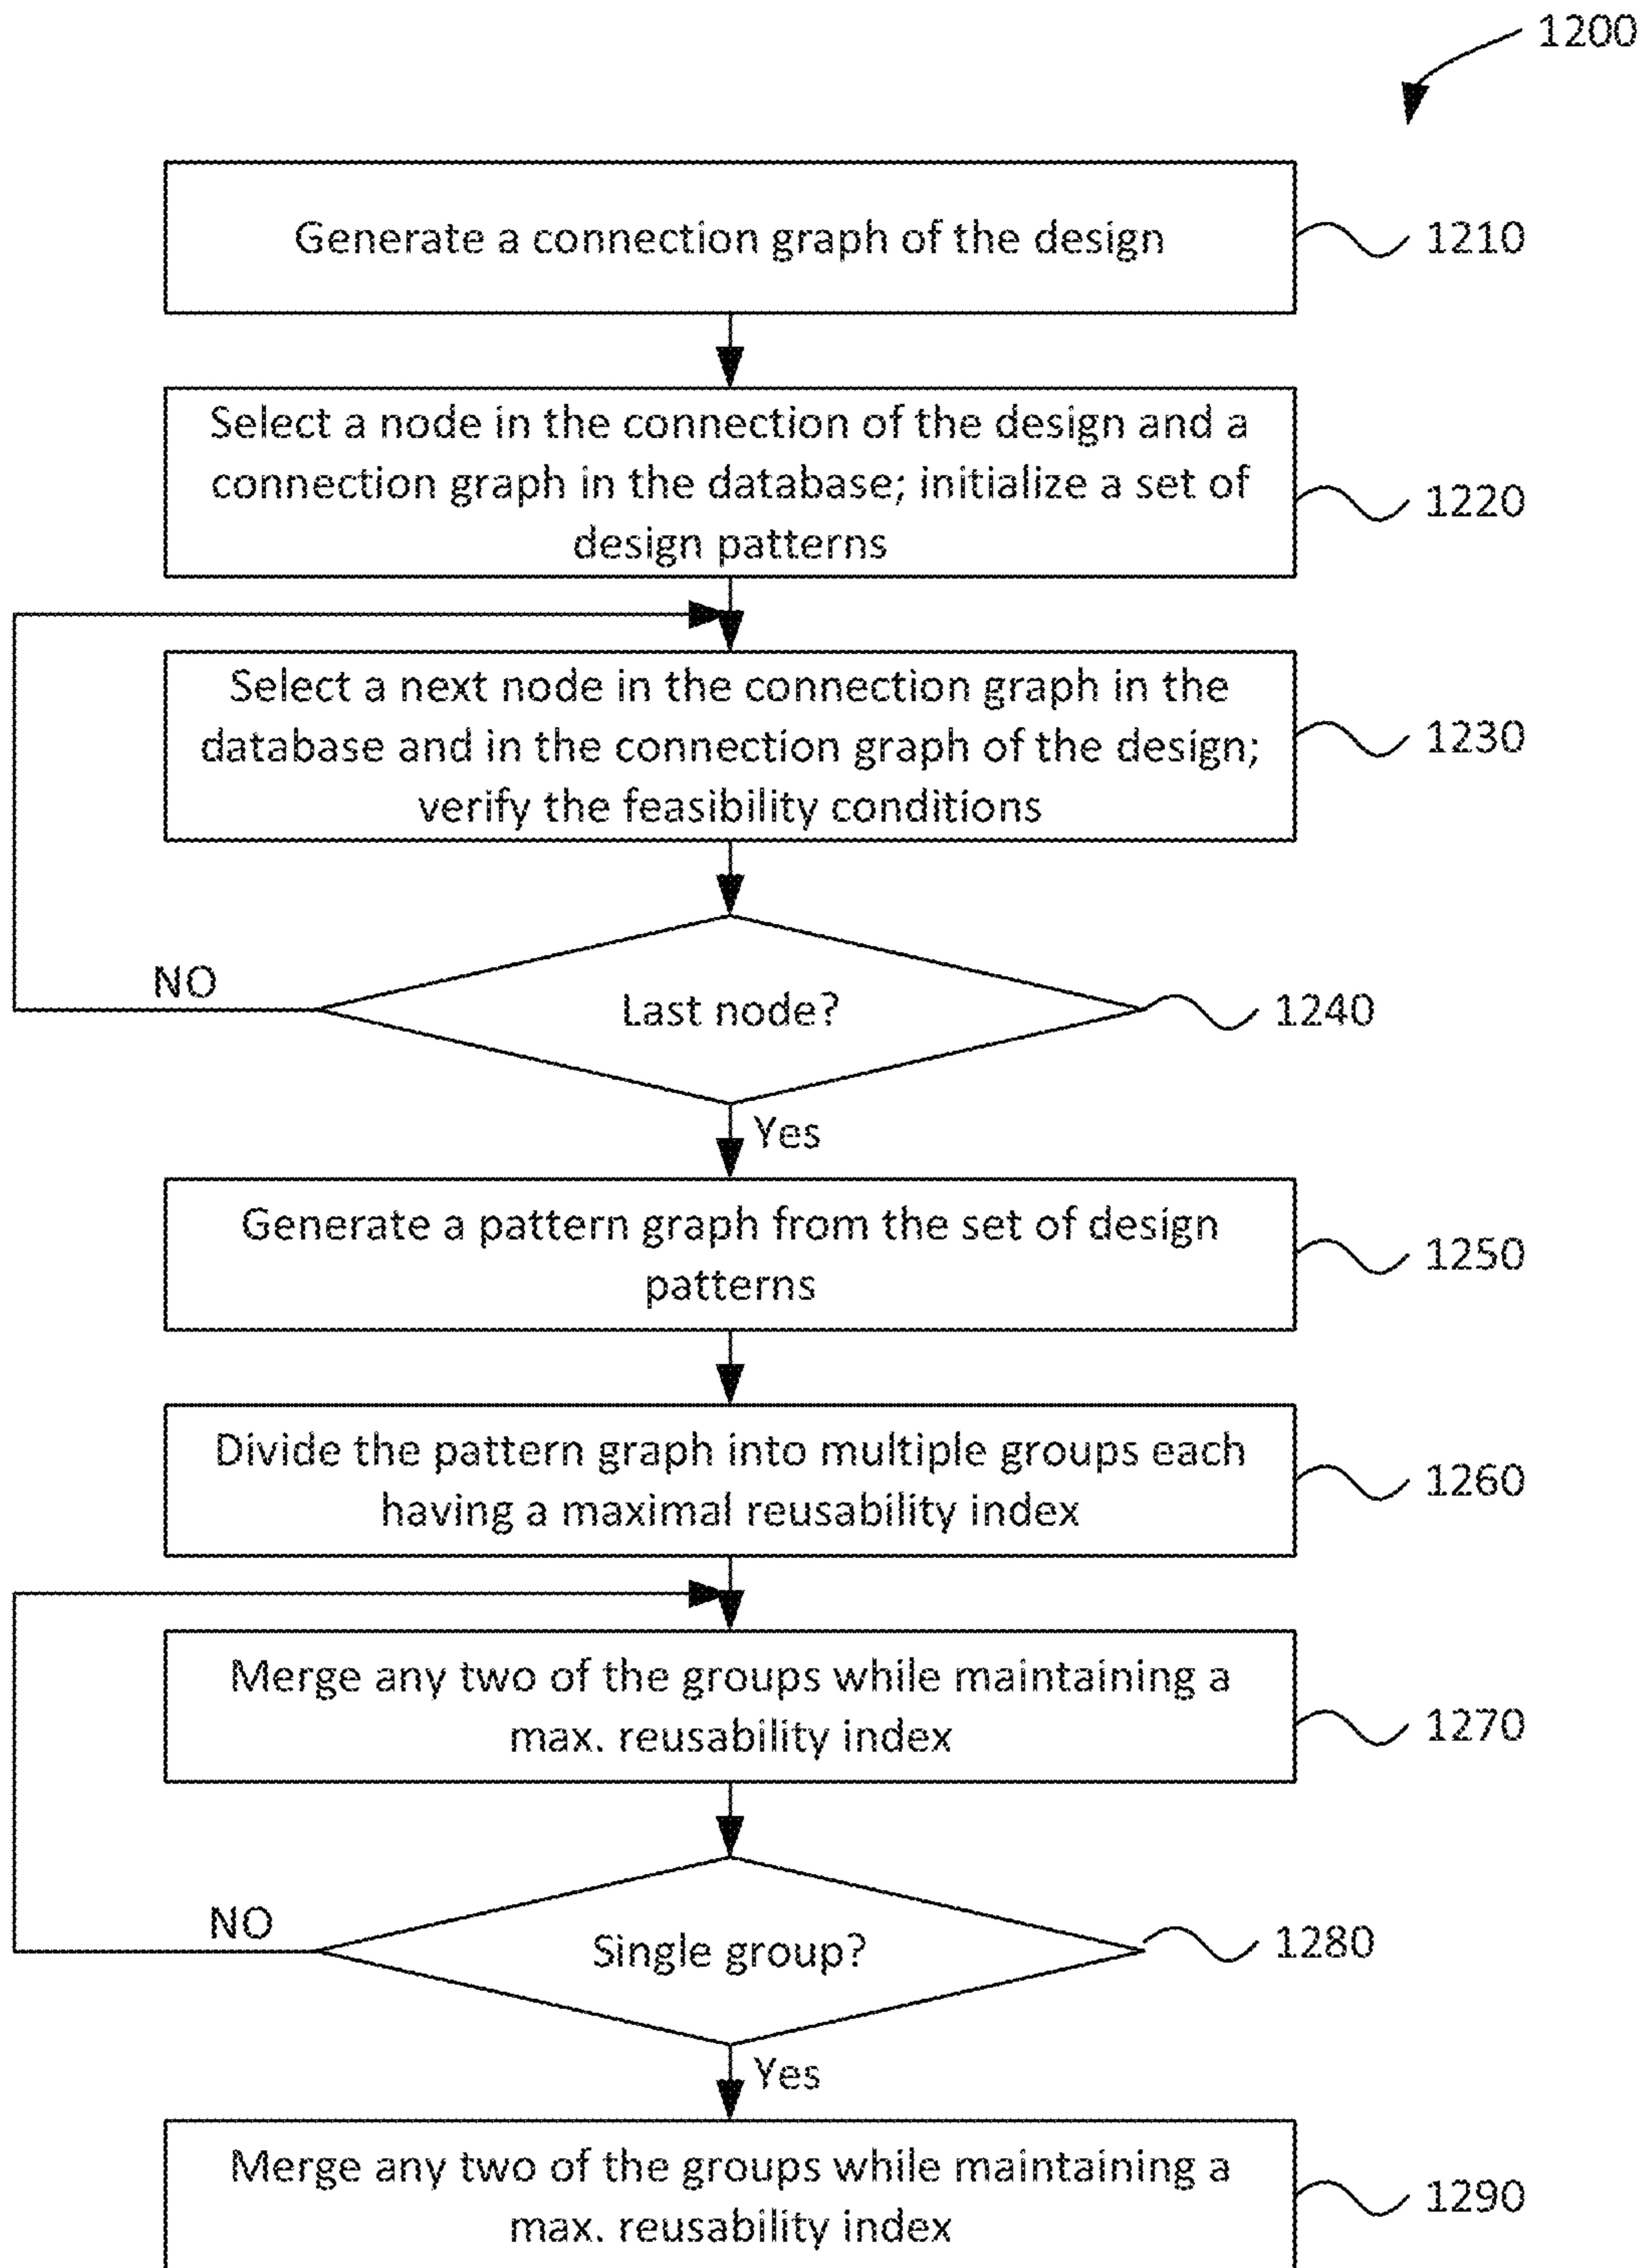 1200
Generate a connection graph of the design
1210
Select a node in the connection of the design and a
connection graph in the database; initialize a set of
design patterns
1220
Select a next node in the connection graph in the
database and in the connection graph of the design;
verify the feasibility conditions
1230
NO
Last node?
1240
Yes
Generate a pattern graph from the set of design
patterns
1250
Divide the pattern graph into multiple groups each
having a maximal reusability index
1260
Merge any two of the groups while maintaining a
max. reusability index
1270
NO
Single group?
1280
Yes
Merge any two of the groups while maintaining a
max. reusability index
1290